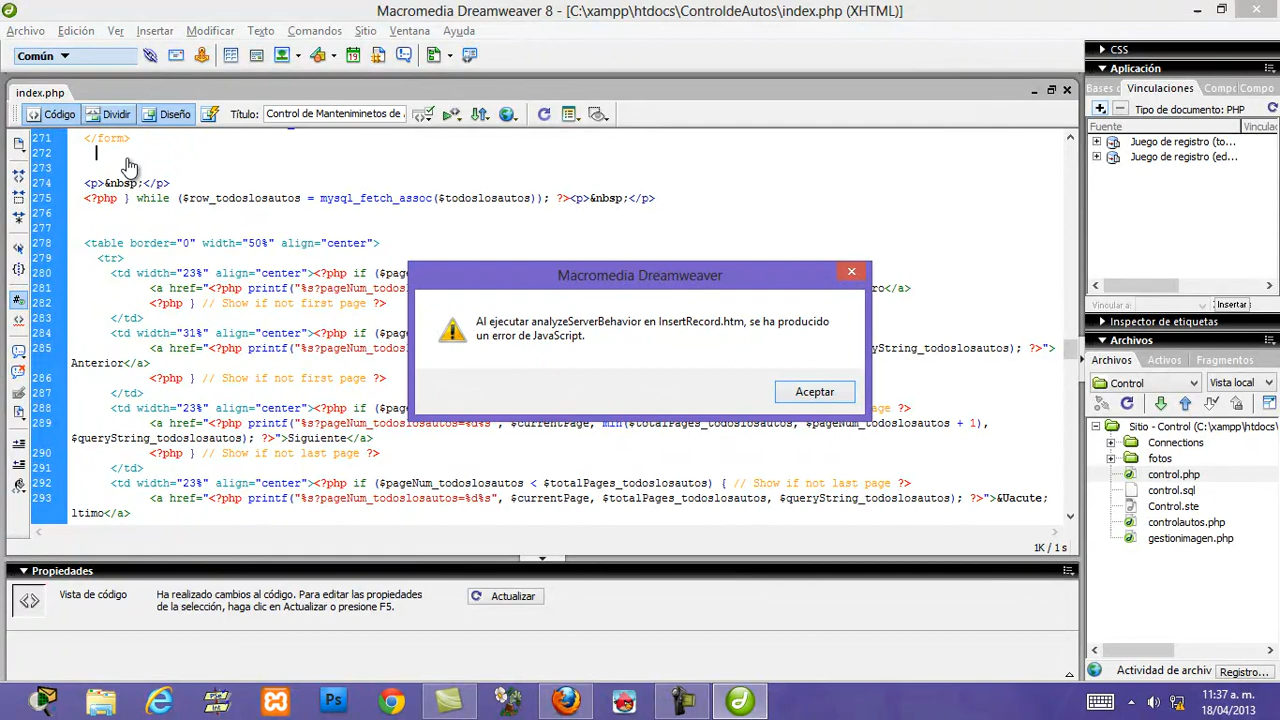 Macromedia Dreamweaver 8 - [C:\xampp\htdocs\ControldeAutos\index.php (XHTML)]
Archivo Edición Ver Insertar Modificar Texto Comandos Sitio Ventana Ayuda
Común
index.php
Código Dividir Diseño Título: Control de Manteniminetos de
271 </form>
272
273
274 <p>&nbsp;</p>
275 <?php } while ($row_todoslosautos = mysql_fetch_assoc($todoslosautos)); ?><p>&nbsp;</p>
276
277
278 <table border="0" width="50%" align="center">
279 <tr>
280 <td width="23%" align="center"><?php if ($page
281 <a href="<?php printf("%s?pageNum_todos ro</a>
282 <?php } // Show if not first page ?>
283 </td>
284 <td width="31%" align="center"><?php if ($page
285 <a href="<?php printf("%s?pageNum_todos queryString_todoslosautos); ?>">
Anterior</a>
286 <?php } // Show if not first page ?>
287 </td>
288 <td width="23%" align="center"><?php if ($page page ?>
289 <a href="<?php printf("%s?pageNum_todoslosautos=%d%s", $currentPage, min($totalPages_todoslosautos, $pageNum_todoslosautos + 1),
$queryString_todoslosautos); ?>">Siguiente</a>
290 <?php } // Show if not last page ?>
291 </td>
292 <td width="23%" align="center"><?php if ($pageNum_todoslosautos < $totalPages_todoslosautos) { // Show if not last page ?>
293 <a href="<?php printf("%s?pageNum_todoslosautos=%d%s", $currentPage, $totalPages_todoslosautos, $queryString_todoslosautos); ?>">&Uacute;
ltimo</a>
1K / 1 s
Macromedia Dreamweaver
Al ejecutar analyzeServerBehavior en InsertRecord.htm, se ha producido
un error de JavaScript.
Aceptar
Propiedades
Vista de código
Ha realizado cambios al código. Para editar las propiedades
de la selección, haga clic en Actualizar o presione F5.
Actualizar
CSS
Aplicación
Bases c Vinculaciones Compo Compo
Tipo de documento: PHP
Fuente Vincula
Juego de registro (to...
Juego de registro (ed...
Vincular a: Insertar
Inspector de etiquetas
Archivos
Archivos Activos Fragmentos
Control Vista local
Sitio - Control (C:\xampp\htdocs\
Connections
fotos
control.php
control.sql
Control.ste
controlautos.php
gestionimagen.php
Actividad de archiv Registro...
Ps
11:37 a. m.
18/04/2013